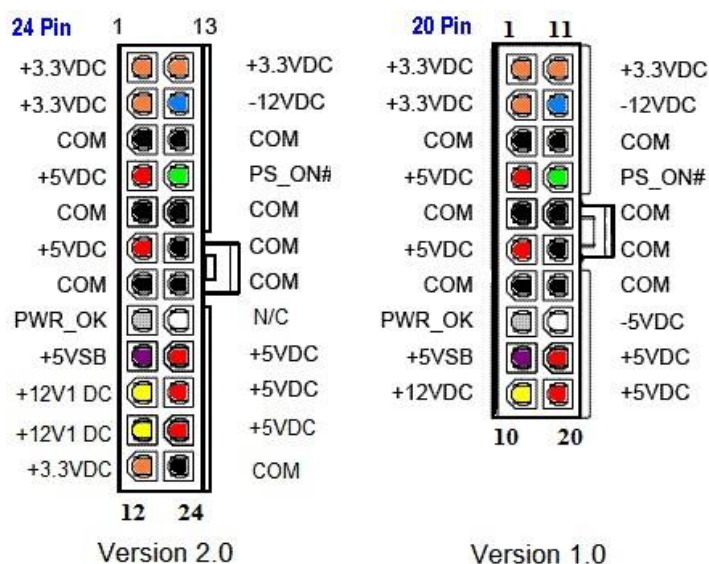 24 Pin 1 13
+3.3VDC +3.3VDC
+3.3VDC -12VDC
COM COM
+5VDC PS_ON#
COM COM
+5VDC COM
COM COM
PWR_OK N/C
+5VSB +5VDC
+12V1 DC +5VDC
+12V1 DC +5VDC
+3.3VDC COM
12 24
Version 2.0
20 Pin 1 11
+3.3VDC +3.3VDC
+3.3VDC -12VDC
COM COM
+5VDC PS_ON#
COM COM
+5VDC COM
COM COM
PWR_OK -5VDC
+5VSB +5VDC
+12VDC +5VDC
10 20
Version 1.0